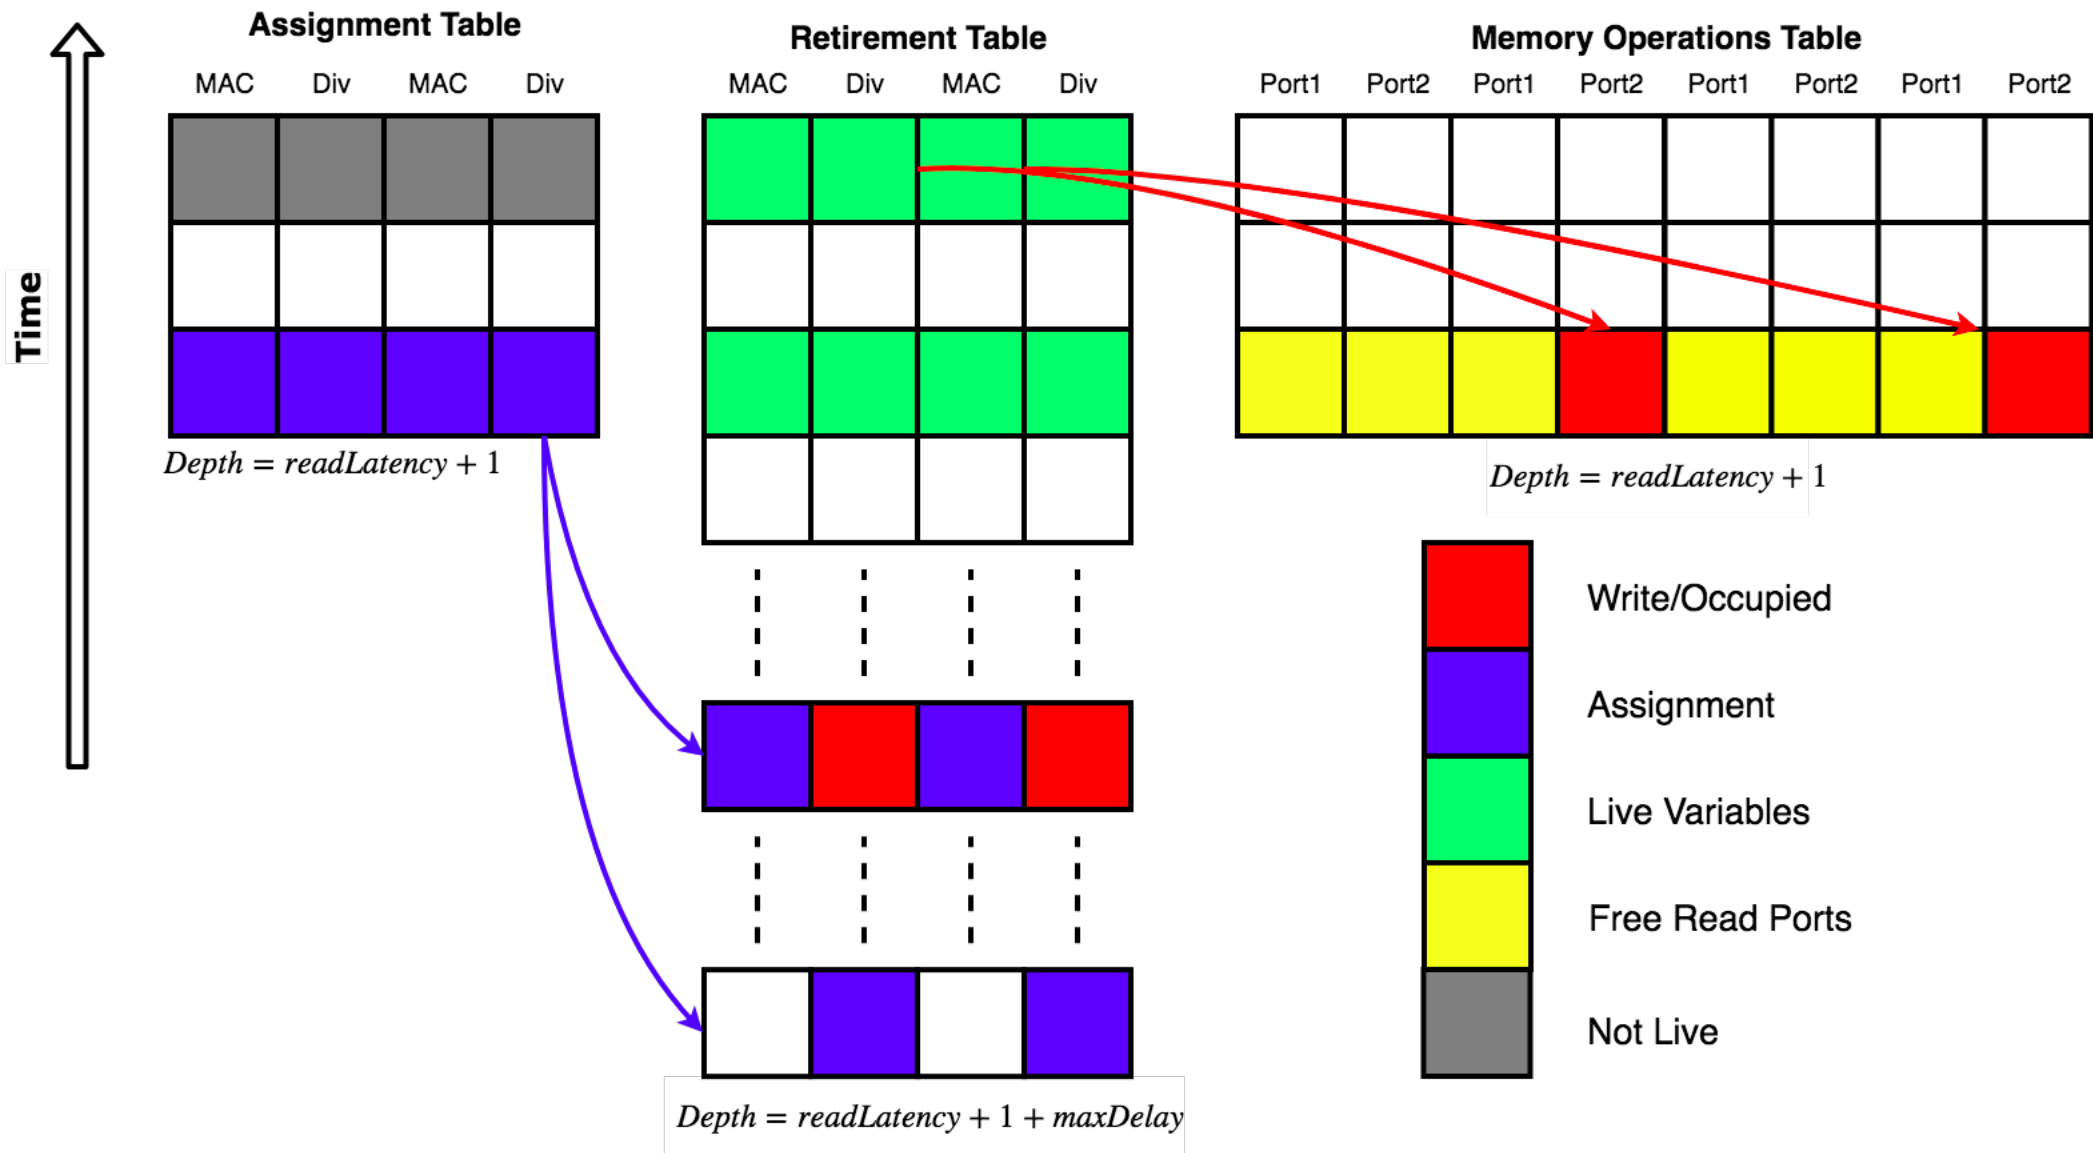 Assignment Table
Retirement Table
Memory Operations Table
MAC Div MAC Div
MAC Div MAC Div
Port1 Port2 Port1 Port2 Port1 Port2 Port1 Port2
Time
Depth = readLatency + 1
Depth = readLatency + 1
Write/Occupied
Assignment
Live Variables
Free Read Ports
Not Live
Depth = readLatency + 1 + maxDelay